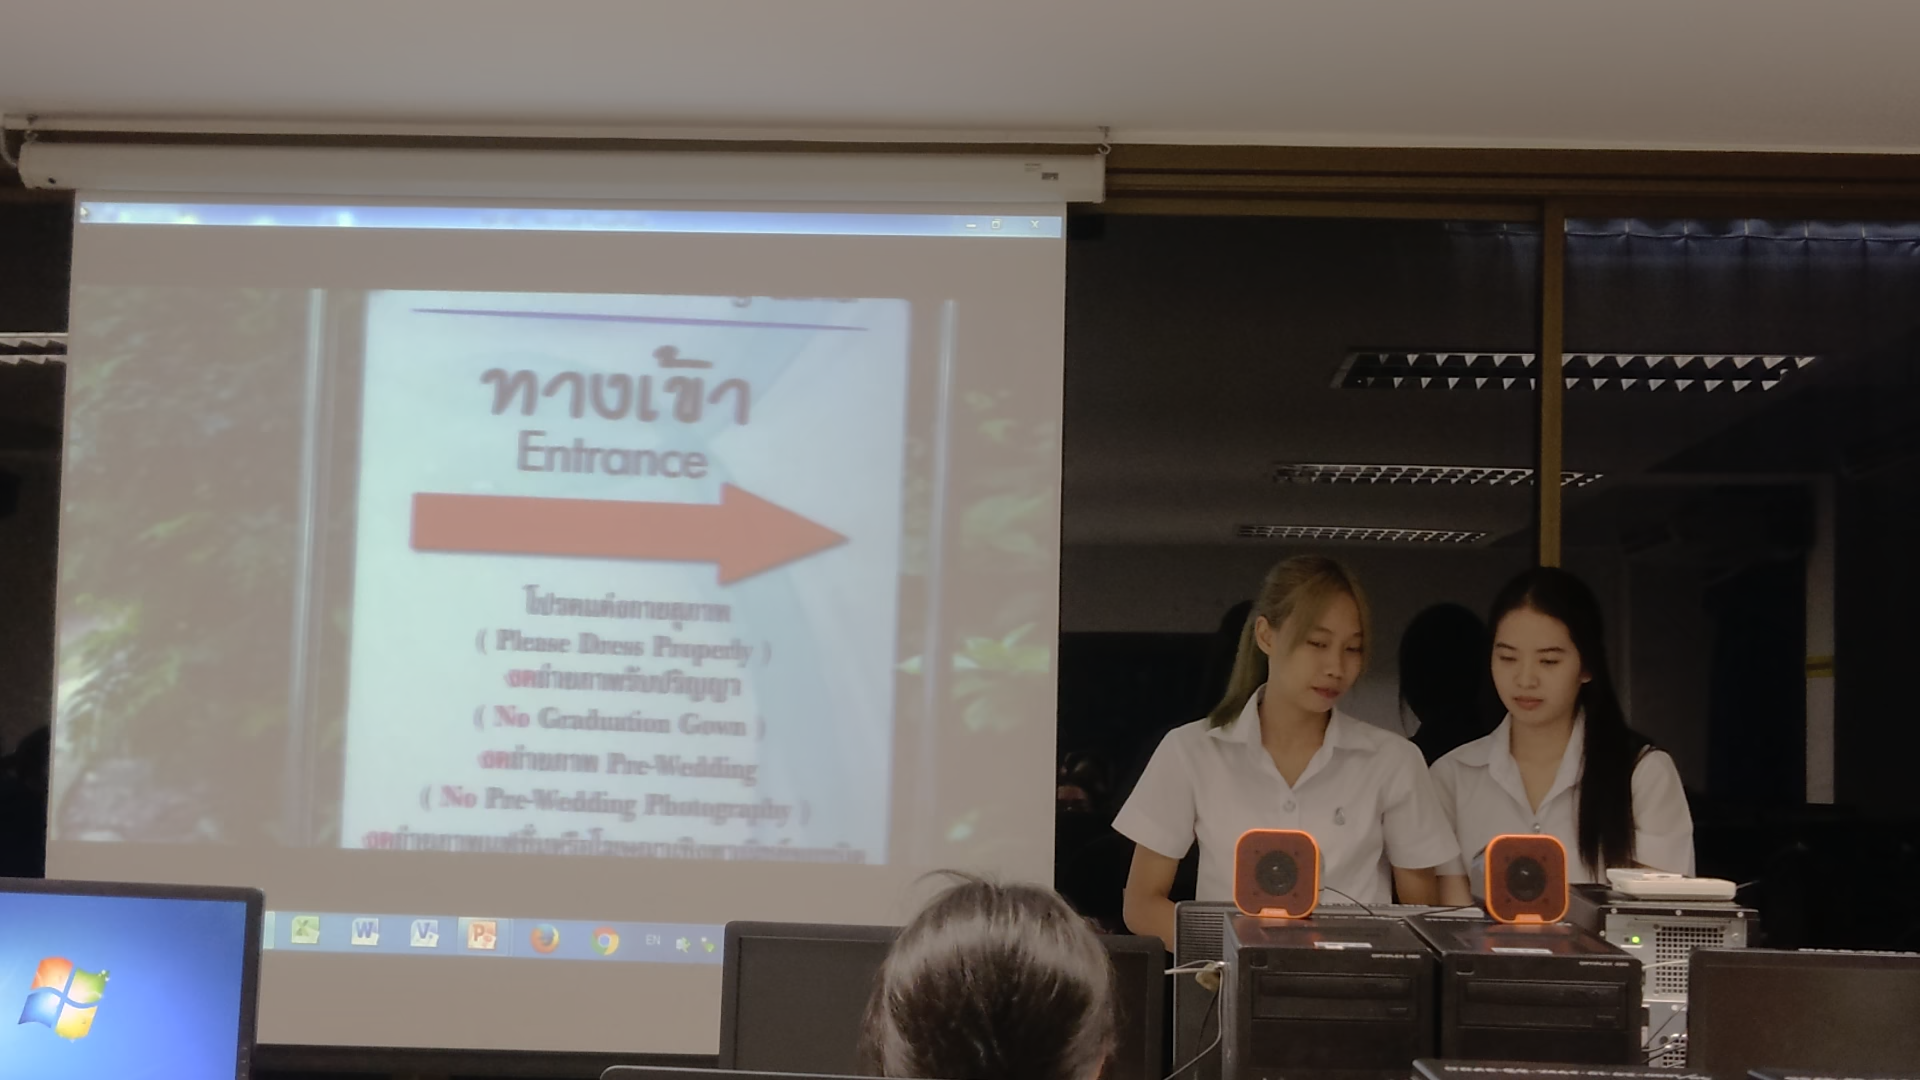 ทางเข้า
Entrance
โปรดแต่งกายสุภาพ
( Please Dress Properly )
งดถ่ายภาพรับปริญญา
( No Graduation Gown )
งดถ่ายภาพ Pre-Wedding
( No Pre-Wedding Photography )
EN